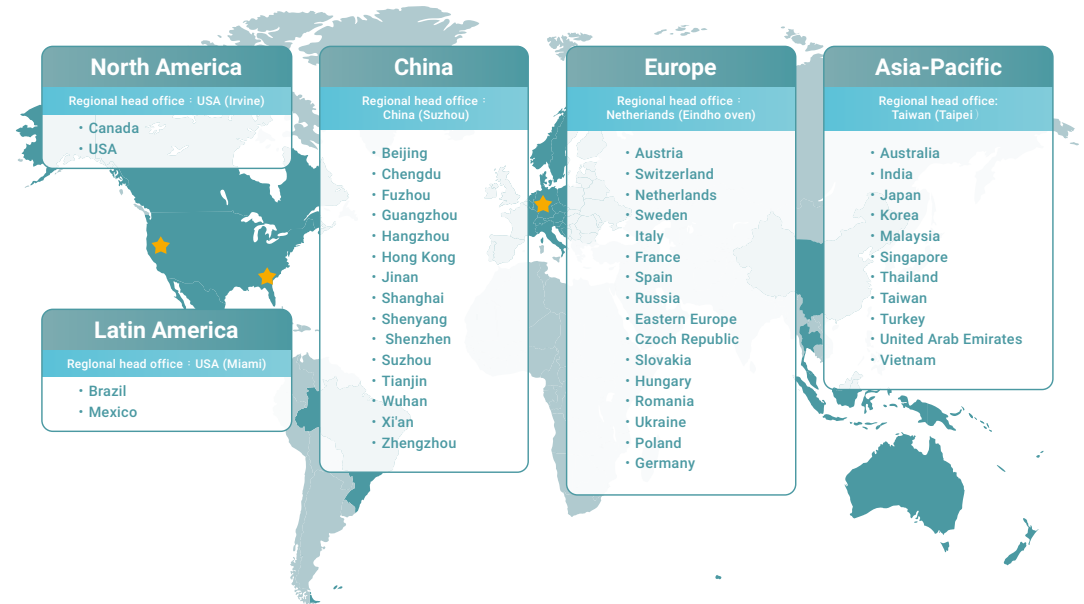 North America
Regional head office : USA (Irvine)
• Canada
• USA
Latin America
Reglonal head office : USA (Miami)
• Brazil
• Mexico
China
Regional head office :
China (Suzhou)
• Beijing
• Chengdu
• Fuzhou
• Guangzhou
• Hangzhou
• Hong Kong
• Jinan
• Shanghai
• Shenyang
• Shenzhen
• Suzhou
• Tianjin
• Wuhan
• Xi'an
• Zhengzhou
Europe
Regional head office :
Netherlands (Eindho oven)
• Austria
• Switzerland
• Netherlands
• Sweden
• Italy
• France
• Spain
• Russia
• Eastern Europe
• Czoch Republic
• Slovakia
• Hungary
• Romania
• Ukraine
• Poland
• Germany
Asia-Pacific
Regional head office:
Taiwan (Taipei)
• Australia
• India
• Japan
• Korea
• Malaysia
• Singapore
• Thailand
• Taiwan
• Turkey
• United Arab Emirates
• Vietnam